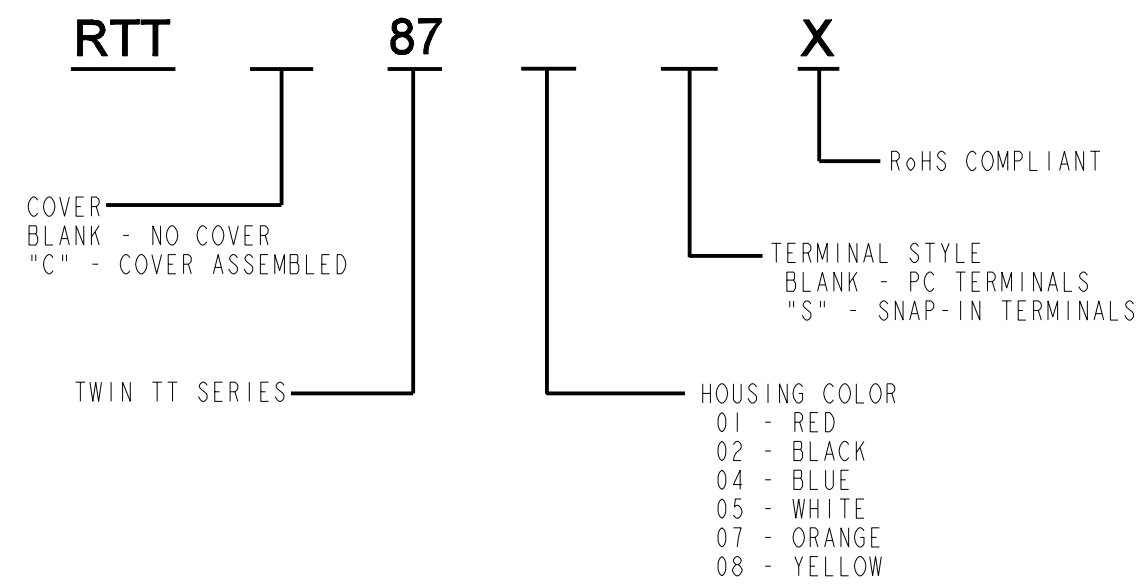 RTT 87 X
RoHS COMPLIANT
COVER
BLANK - NO COVER
"C" - COVER ASSEMBLED
TERMINAL STYLE
BLANK - PC TERMINALS
"S" - SNAP-IN TERMINALS
TWIN TT SERIES
HOUSING COLOR
01 - RED
02 - BLACK
04 - BLUE
05 - WHITE
07 - ORANGE
08 - YELLOW